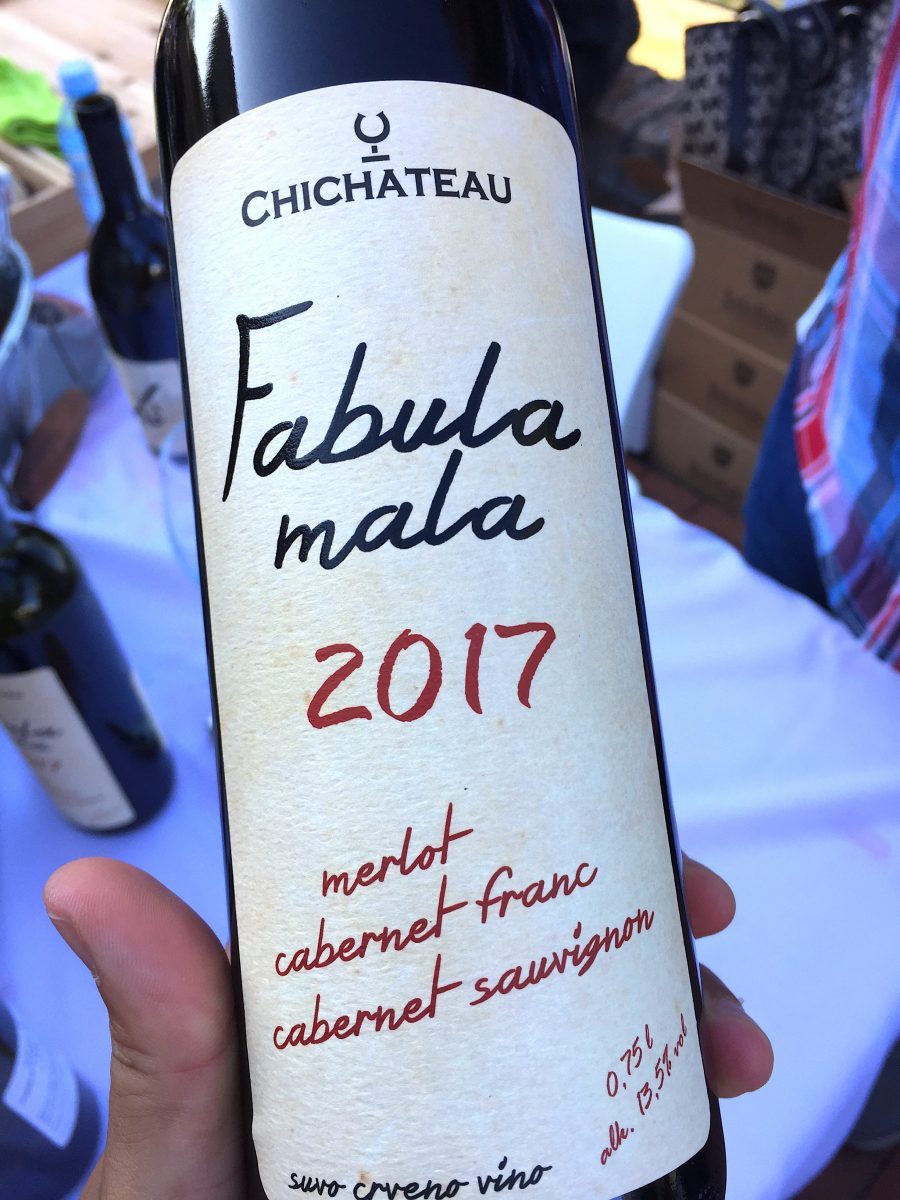 CHICHATEAU
Fabula
mala
2017
merlot
cabernet franc
cabernet sauvignon
0,75 l
alk. 13,5% vol
suvo crveno vino